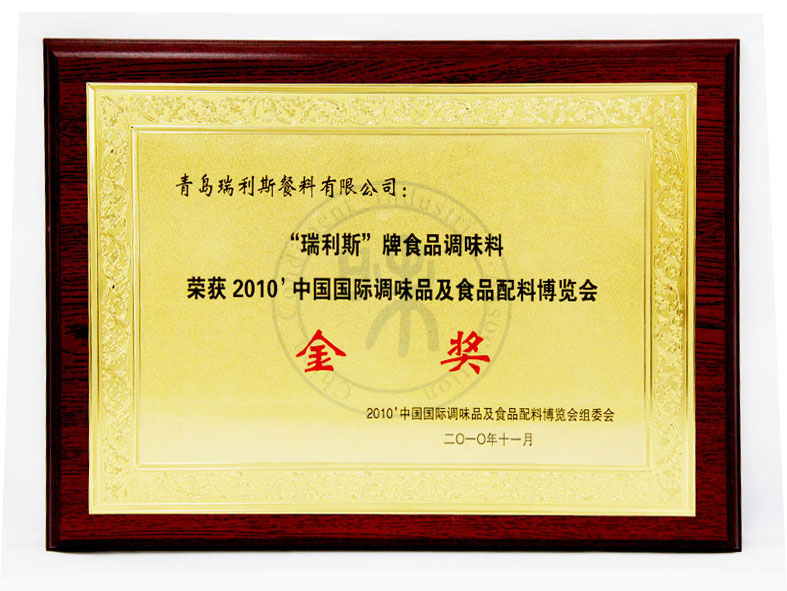 青岛瑞利斯餐料有限公司：
“瑞利斯”牌食品调味料
荣获 2010' 中国国际调味品及食品配料博览会
金 奖
2010' 中国国际调味品及食品配料博览会组委会
二〇一〇年十一月